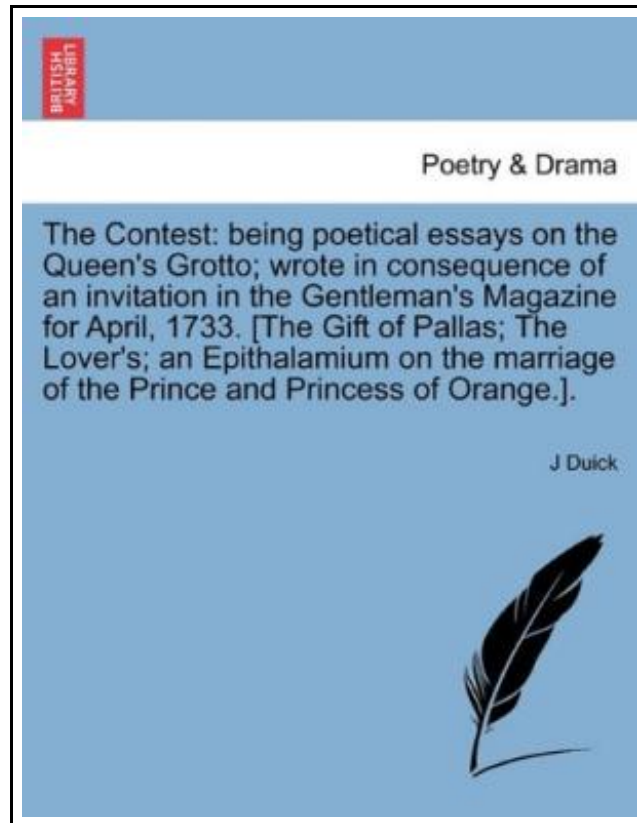 BRITISH
LIBRARY
Poetry & Drama
The Contest: being poetical essays on the
Queen's Grotto; wrote in consequence of
an invitation in the Gentleman's Magazine
for April, 1733. [The Gift of Pallas; The
Lover's; an Epithalamium on the marriage
of the Prince and Princess of Orange.].
J Duick